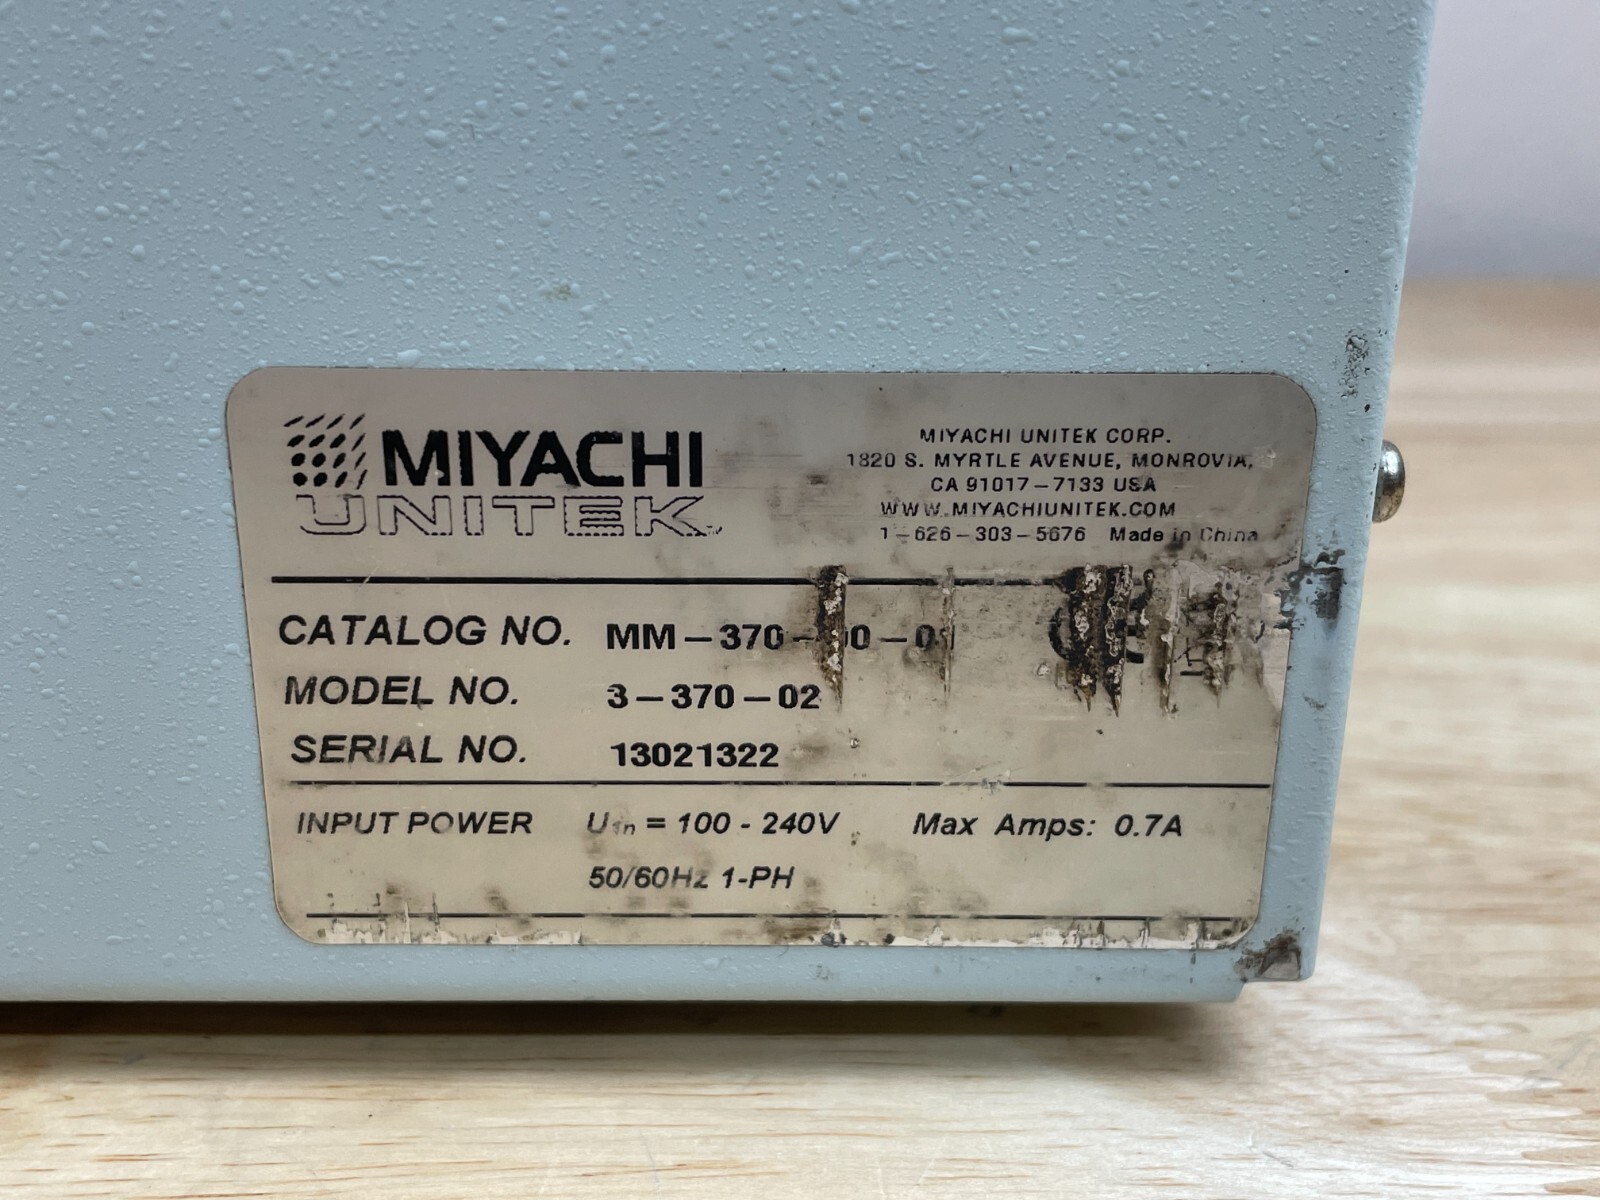 MIYACHI
UNITEK
MIYACHI UNITEK CORP.
1820 S. MYRTLE AVENUE, MONROVIA,
CA 91017-7133 USA
WWW.MIYACHIUNITEK.COM
1-626-303-5676 Made in China
CATALOG NO.
MODEL NO. 3-370-02
SERIAL NO. 13021322
INPUT POWER U1n = 100 - 240V Max Amps: 0.7A
50/60Hz 1-PH